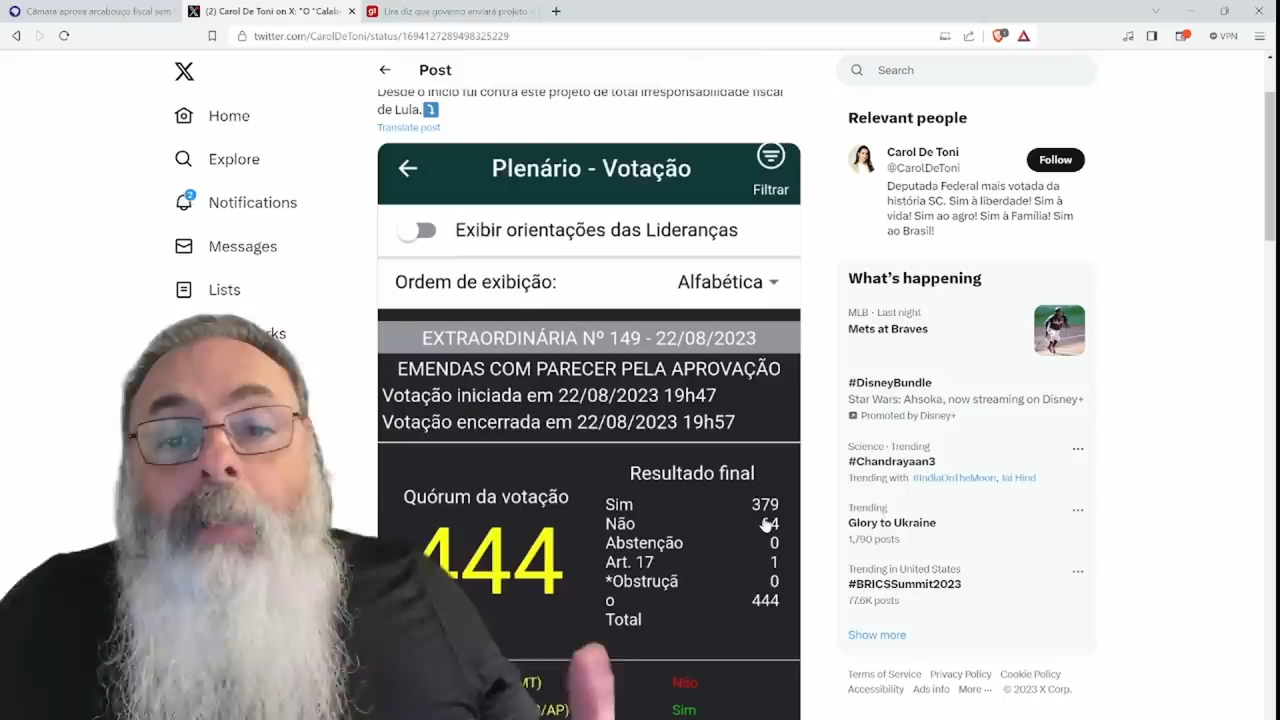 Câmara aprova arcabouço fiscal sem
(2) Carol De Toni on X: "O "Calab
Lira diz que governo enviará projeto
twitter.com/CarolDeToni/status/1694127289498325229
VPN
Home
Explore
2
Notifications
Messages
Lists
Post
Desde o início fui contra este projeto de total irresponsabilidade fiscal
de Lula.
Translate post
Plenário - Votação
Filtrar
Exibir orientações das Lideranças
Ordem de exibição:
Alfabética
EXTRAORDINÁRIA Nº 149 - 22/08/2023
EMENDAS COM PARECER PELA APROVAÇÃO
Votação iniciada em 22/08/2023 19h47
Votação encerrada em 22/08/2023 19h57
Quórum da votação
444
Resultado final
Sim 379
Não
Abstenção 0
Art. 17 1
*Obstruçã 0
o 444
Total
Não
Sim
Search
Relevant people
Carol De Toni
@CarolDeToni
Follow
Deputada Federal mais votada da
história SC. Sim à liberdade! Sim à
vida! Sim ao agro! Sim à Família! Sim
ao Brasil!
What's happening
MLB · Last night
Mets at Braves
#DisneyBundle
Star Wars: Ahsoka, now streaming on Disney+
Promoted by Disney+
Science · Trending
#Chandrayaan3
Trending with #IndiaOnTheMoon, Jai Hind
Trending
Glory to Ukraine
1,790 posts
Trending in United States
#BRICSSummit2023
77.6K posts
Show more
Terms of Service Privacy Policy Cookie Policy
Accessibility Ads info More ··· © 2023 X Corp.